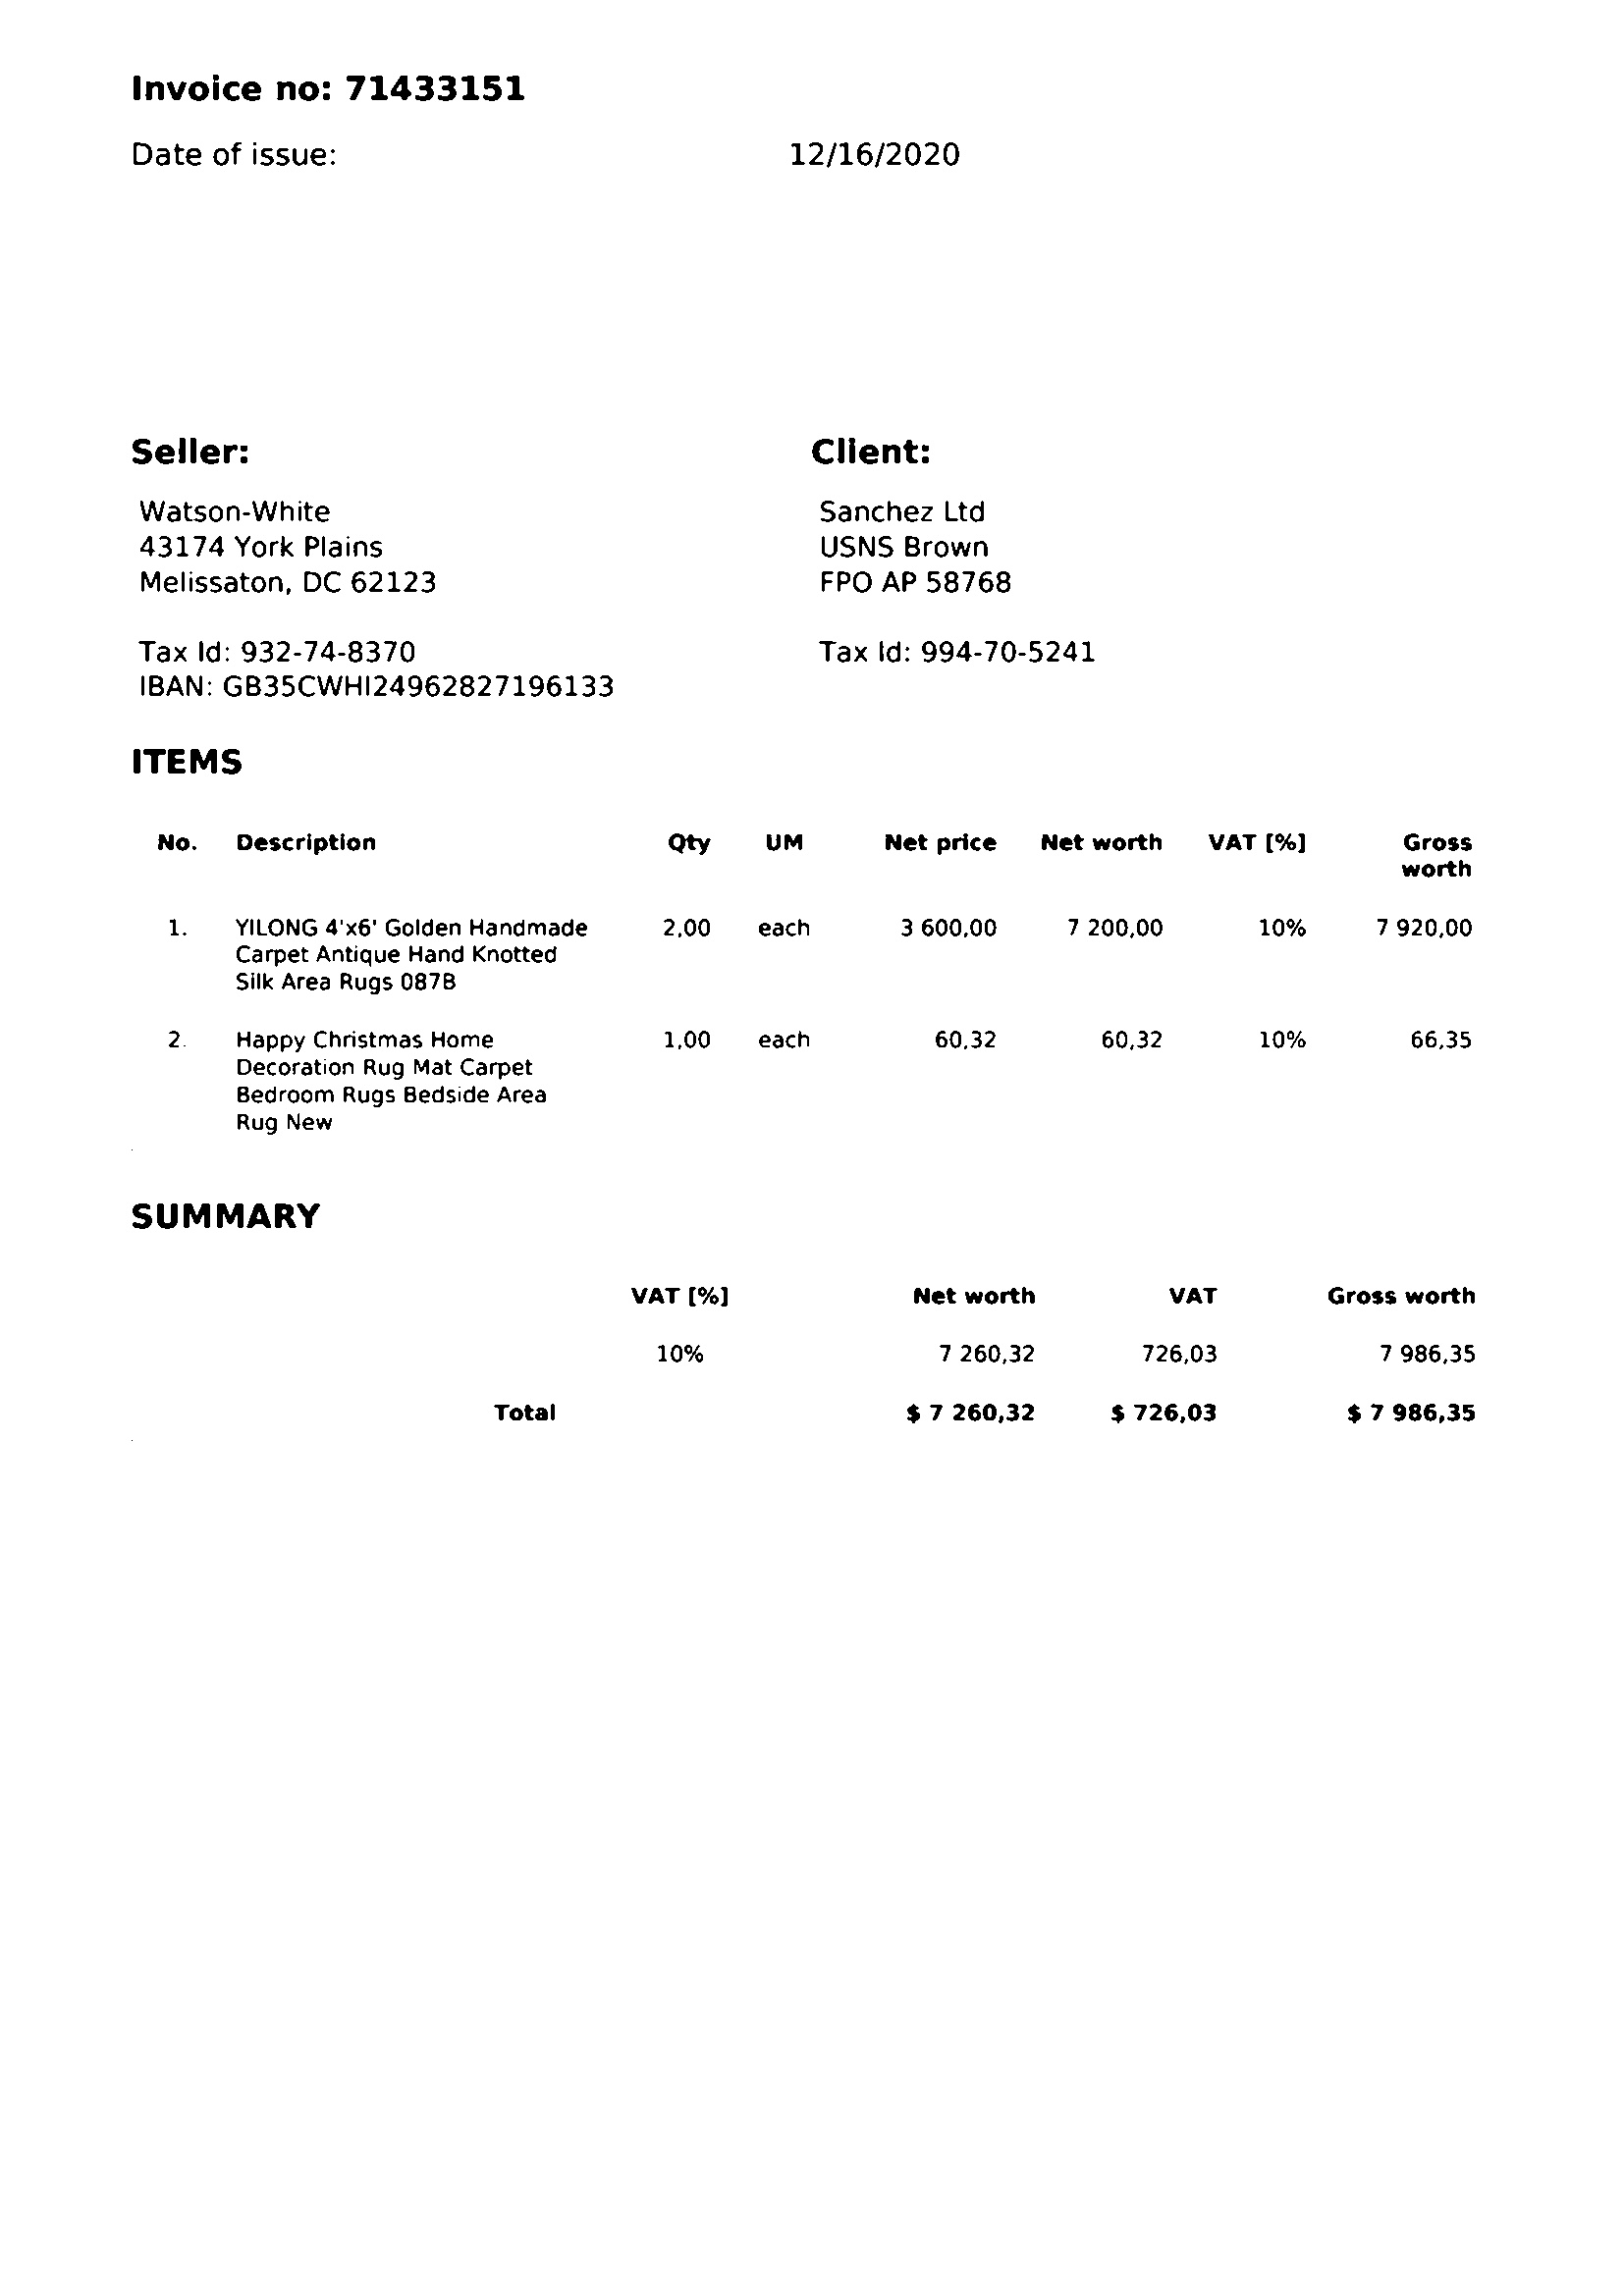 Invoice no: 71433151
Date of issue: 12/16/2020
Seller: Client:
Watson-White Sanchez Ltd
43174 York Plains USNS Brown
Melissaton, DC 62123 FPO AP 58768
Tax Id: 932-74-8370 Tax Id: 994-70-5241
IBAN: GB35CWHI24962827196133
ITEMS
No. Description Qty UM Net price Net worth VAT [%] Gross
worth
1. YILONG 4'x6' Golden Handmade 2,00 each 3 600,00 7 200,00 10% 7 920,00
Carpet Antique Hand Knotted
Silk Area Rugs 087B
2. Happy Christmas Home 1,00 each 60,32 60,32 10% 66,35
Decoration Rug Mat Carpet
Bedroom Rugs Bedside Area
Rug New
SUMMARY
VAT [%] Net worth VAT Gross worth
10% 7 260,32 726,03 7 986,35
Total $ 7 260,32 $ 726,03 $ 7 986,35